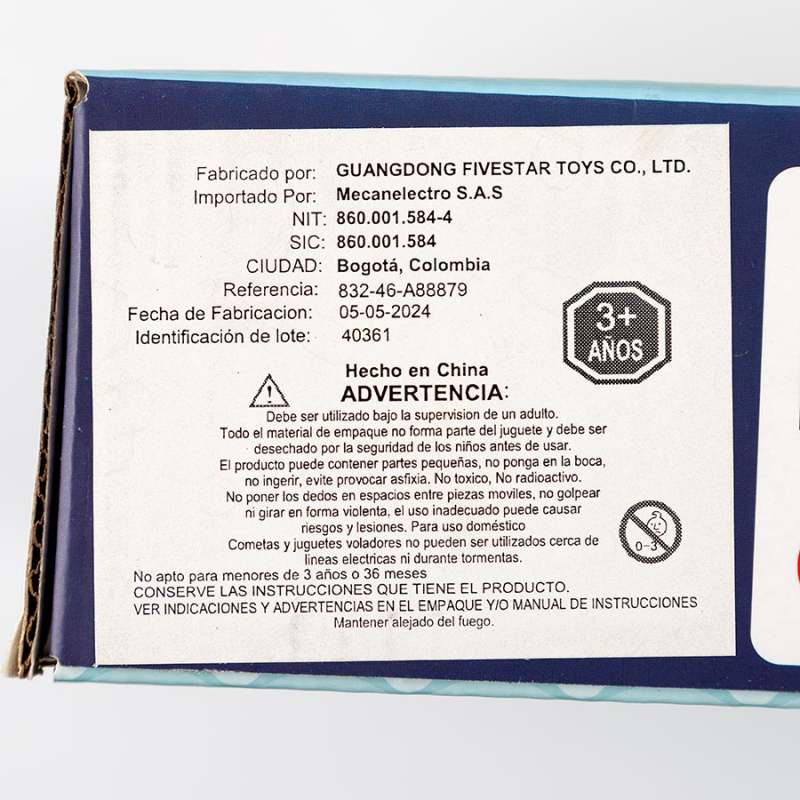 Fabricado por: GUANGDONG FIVESTAR TOYS CO., LTD.
Importado Por: Mecanelectro S.A.S
NIT: 860.001.584-4
SIC: 860.001.584
CIUDAD: Bogotá, Colombia
Referencia: 832-46-A88879
Fecha de Fabricacion: 05-05-2024
Identificación de lote: 40361
3+
AÑOS
Hecho en China
ADVERTENCIA:
Debe ser utilizado bajo la supervision de un adulto.
Todo el material de empaque no forma parte del juguete y debe ser
desechado por la seguridad de los niños antes de usar.
El producto puede contener partes pequeñas, no ponga en la boca,
no ingerir, evite provocar asfixia. No toxico, No radioactivo.
No poner los dedos en espacios entre piezas moviles, no golpear
ni girar en forma violenta, el uso inadecuado puede causar
riesgos y lesiones. Para uso doméstico
Cometas y juguetes voladores no pueden ser utilizados cerca de
lineas electricas ni durante tormentas.
0-3
No apto para menores de 3 años o 36 meses
CONSERVE LAS INSTRUCCIONES QUE TIENE EL PRODUCTO.
VER INDICACIONES Y ADVERTENCIAS EN EL EMPAQUE Y/O MANUAL DE INSTRUCCIONES
Mantener alejado del fuego.